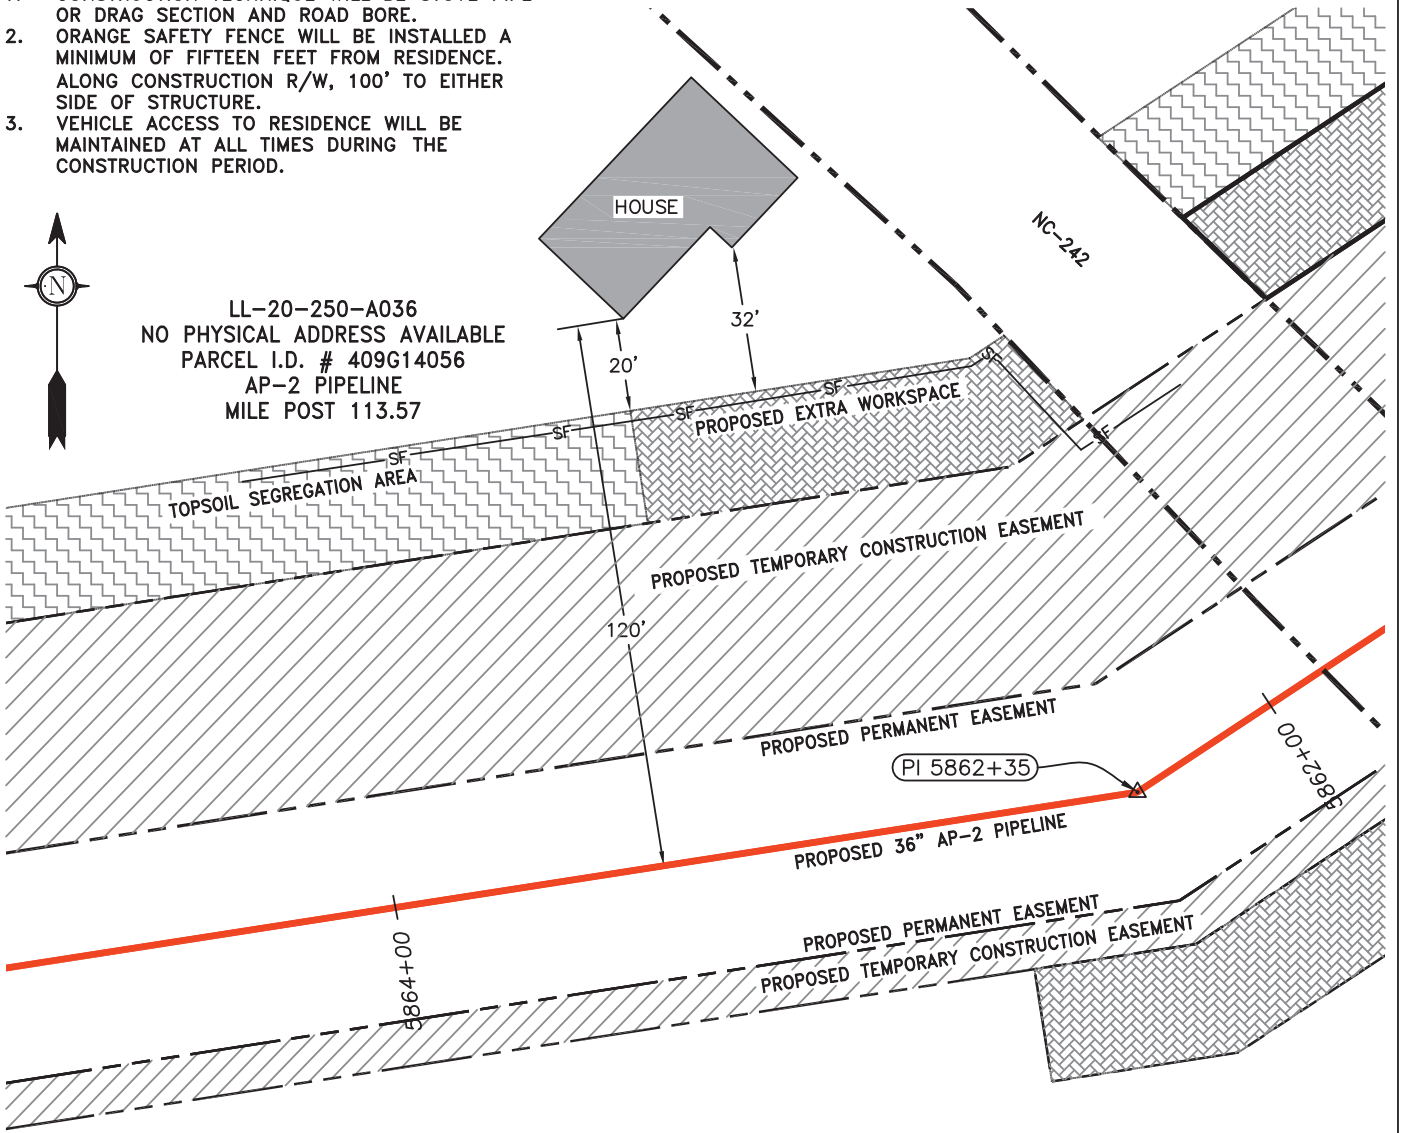 OR DRAG SECTION AND ROAD BORE.
2. ORANGE SAFETY FENCE WILL BE INSTALLED A
MINIMUM OF FIFTEEN FEET FROM RESIDENCE.
ALONG CONSTRUCTION R/W, 100' TO EITHER
SIDE OF STRUCTURE.
3. VEHICLE ACCESS TO RESIDENCE WILL BE
MAINTAINED AT ALL TIMES DURING THE
CONSTRUCTION PERIOD.
HOUSE
NC-242
N
LL-20-250-A036
NO PHYSICAL ADDRESS AVAILABLE
PARCEL I.D. # 409G14056
AP-2 PIPELINE
MILE POST 113.57
32'
20'
SF
SF
SF
SF
SF
SF
PROPOSED EXTRA WORKSPACE
TOPSOIL SEGREGATION AREA
PROPOSED TEMPORARY CONSTRUCTION EASEMENT
120'
PROPOSED PERMANENT EASEMENT
PI 5862+35
5862+00
PROPOSED 36" AP-2 PIPELINE
5864+00
PROPOSED PERMANENT EASEMENT
PROPOSED TEMPORARY CONSTRUCTION EASEMENT